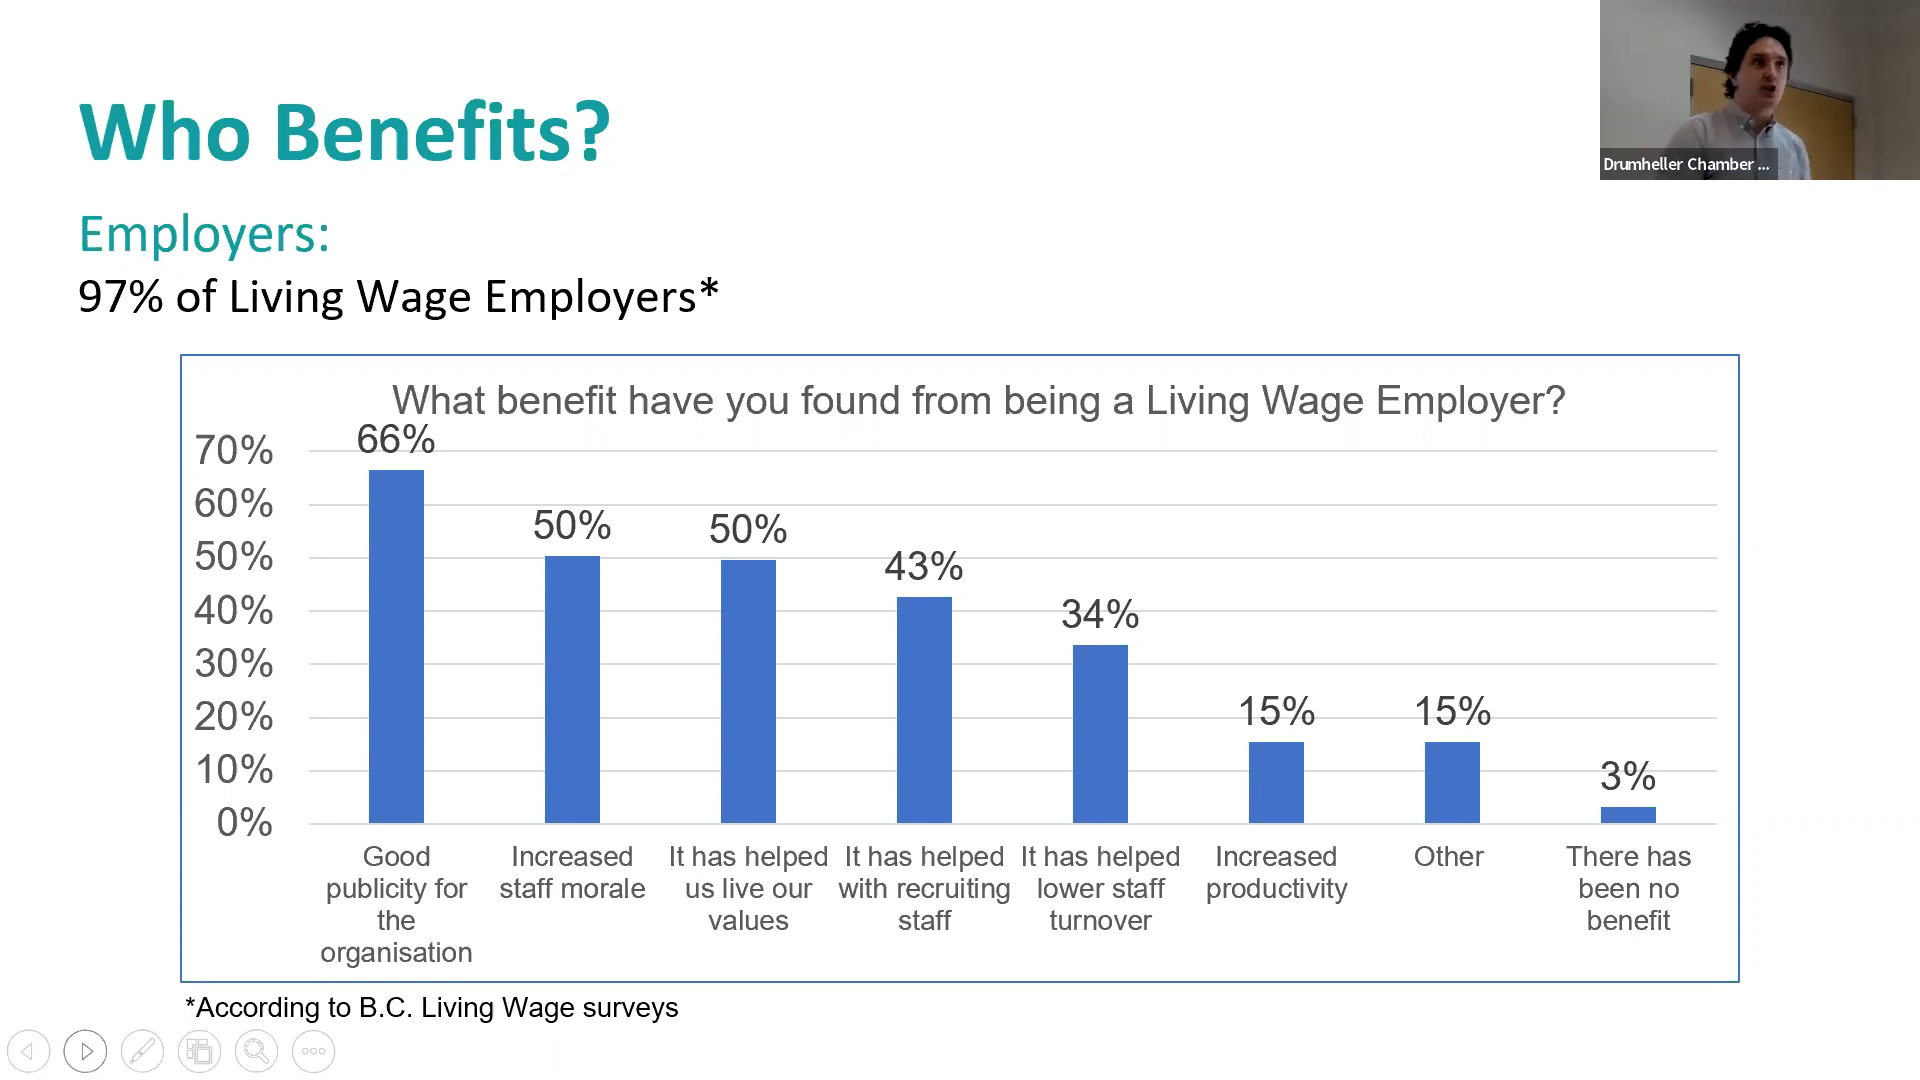 Who Benefits?
Drumheller Chamber ...
Employers:
97% of Living Wage Employers*
What benefit have you found from being a Living Wage Employer?
70%
60%
50%
40%
30%
20%
10%
0%
66%
50%
50%
43%
34%
15%
15%
3%
Good
publicity for
the
organisation
Increased
staff morale
It has helped
us live our
values
It has helped
with recruiting
staff
It has helped
lower staff
turnover
Increased
productivity
Other
There has
been no
benefit
*According to B.C. Living Wage surveys